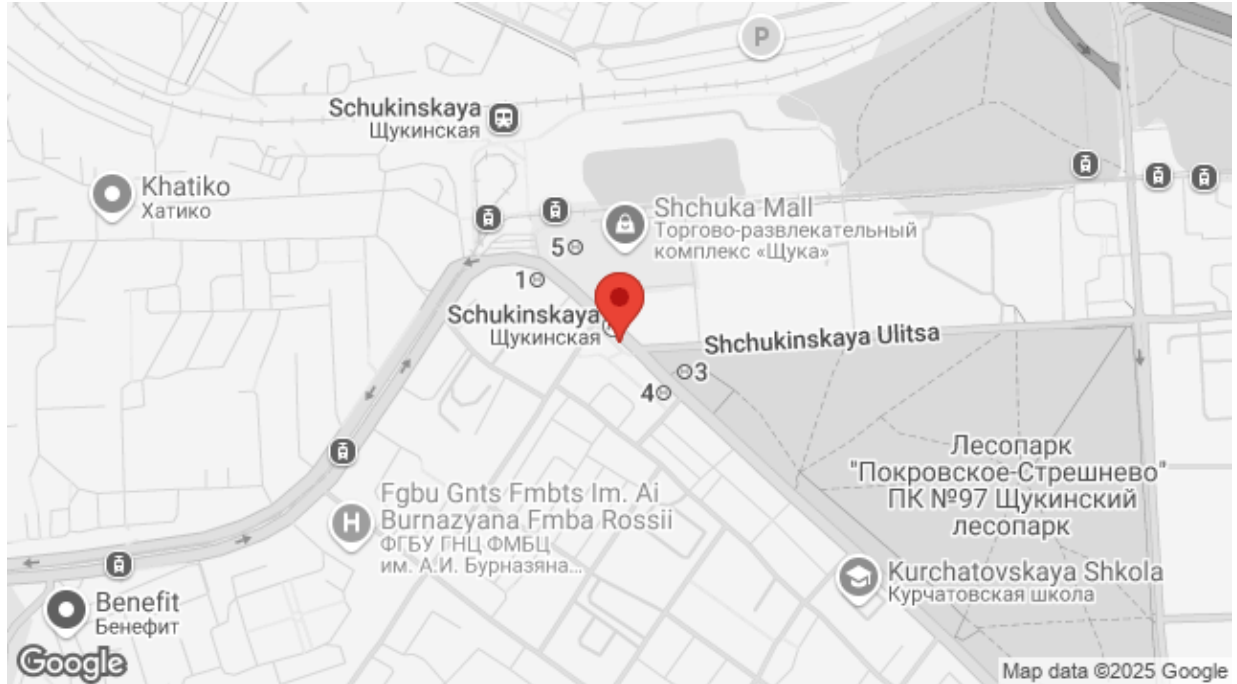 P
Schukinskaya
Щукинская
Khatiko
Хатико
Shchuka Mall
Торгово-развлекательный
комплекс «Щука»
5
1
Schukinskaya
Щукинская
Shchukinskaya Ulitsa
3
4
Лесопарк
"Покровское-Стрешнево"
ПК №97 Щукинский
лесопарк
Fgbu Gnts Fmbts Im. Ai
Burnazyana Fmba Rossii
ФГБУ ГНЦ ФМБЦ
им. А.И. Бурназяна...
H
Kurchatovskaya Shkola
Курчатовская школа
Benefit
Бенефит
Google
Map data ©2025 Google